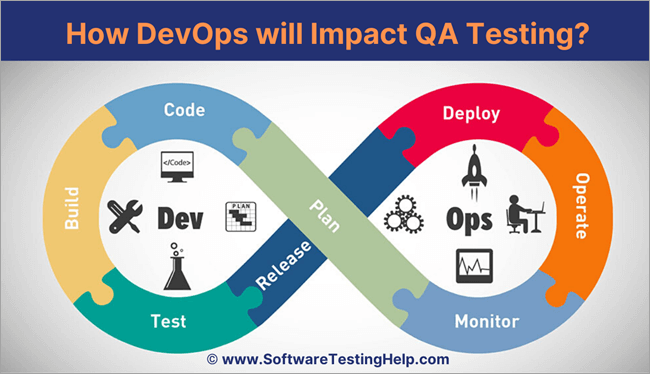 How DevOps will Impact QA Testing?
Code
Deploy
</Code>
PLAN
Build
Dev
Plan
Ops
Operate
Release
Test
Monitor
© www.SoftwareTestingHelp.com